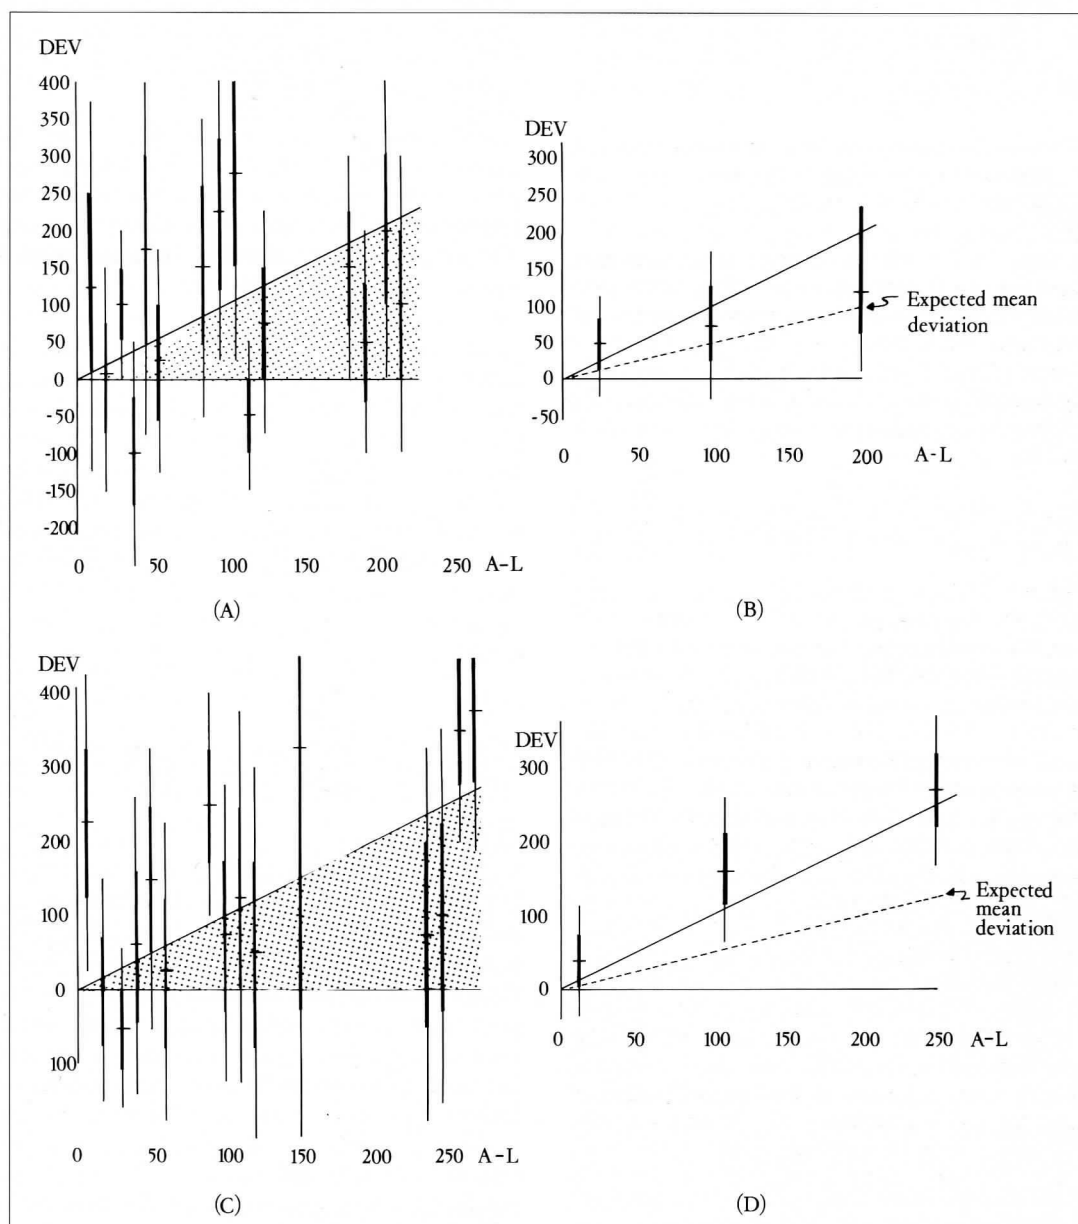 DEV
400
350
300
250
200
150
100
50
0
-50
-100
-150
-200
0 50 100 150 200 250 A-L
(A)
DEV
300
250
200
150
100
50
0
-50
Expected mean
deviation
0 50 100 150 200 A-L
(B)
DEV
400
300
200
100
0
100
0 50 100 150 200 250 A-L
(C)
DEV
300
200
100
0
Expected
mean
deviation
0 50 100 150 200 250 A-L
(D)